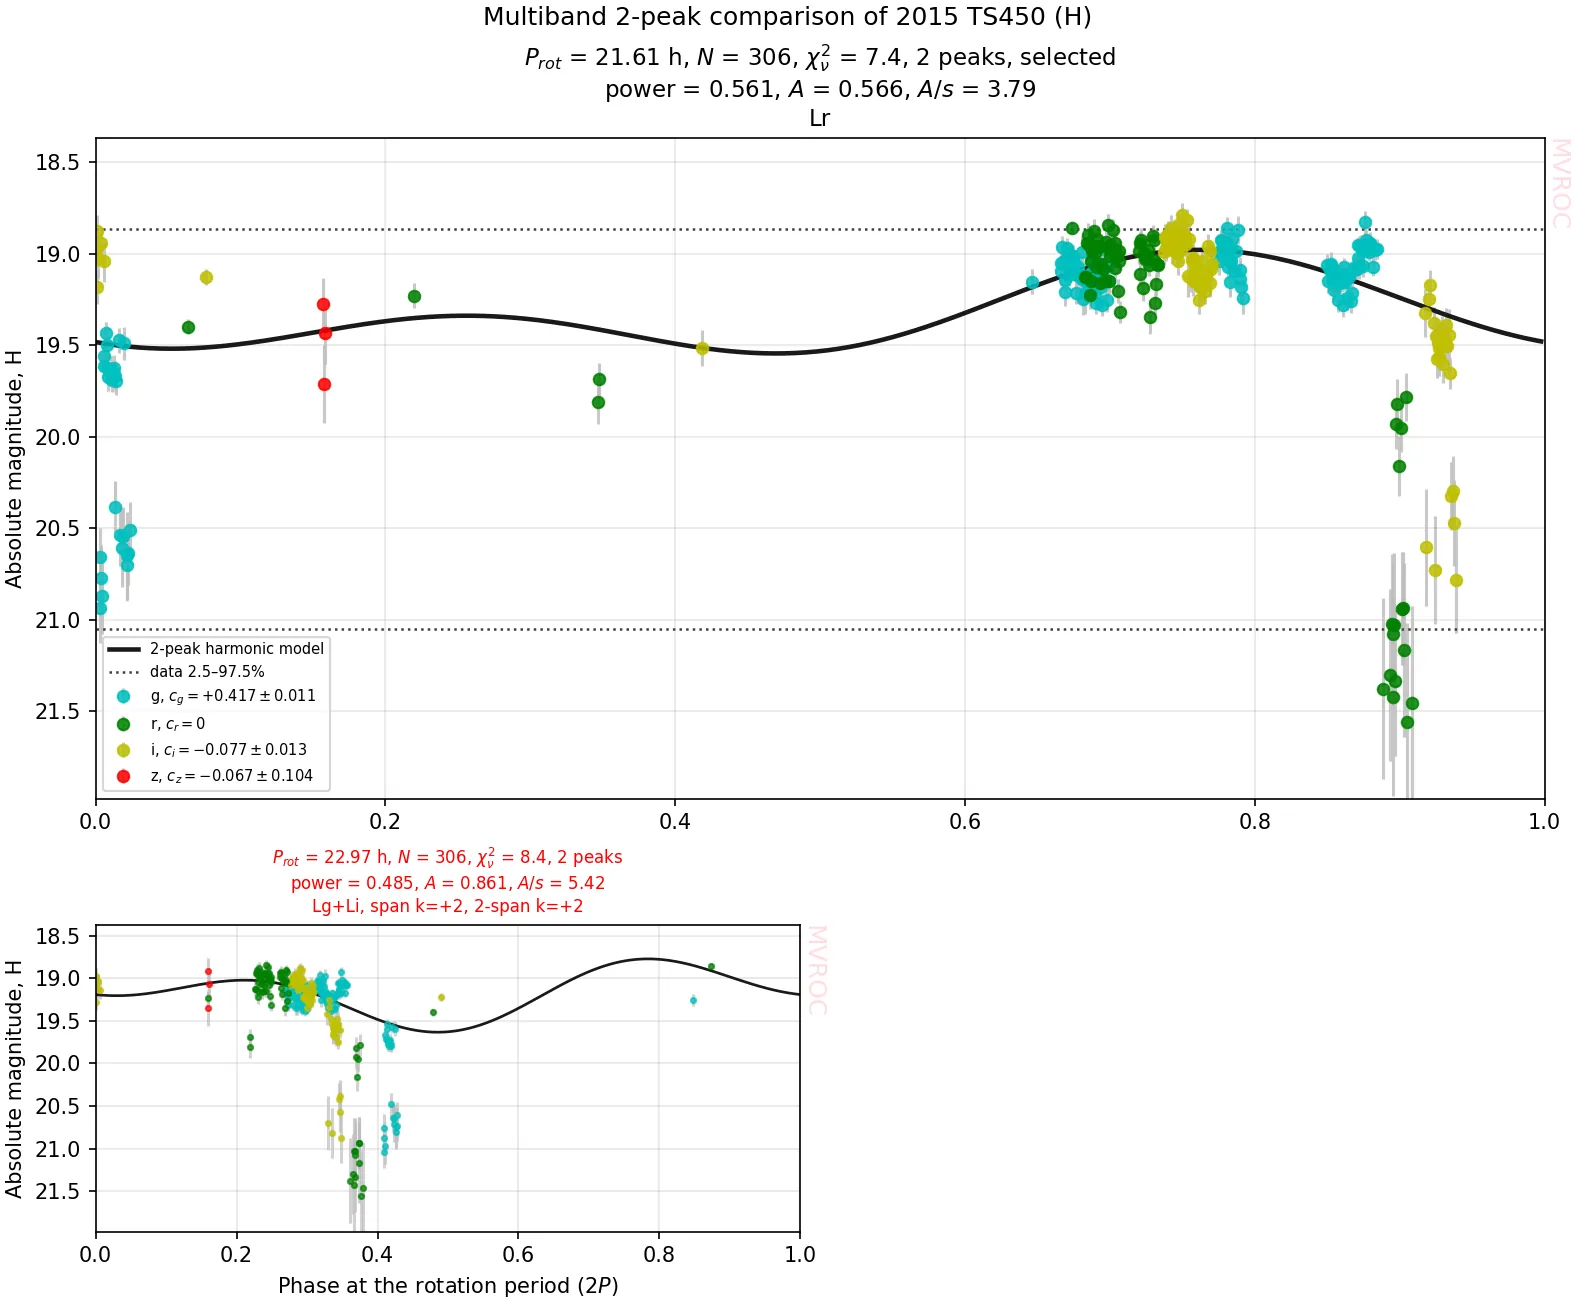 Multiband 2-peak comparison of 2015 TS450 (H)
P_rot = 21.61 h, N = 306, χ²_ν = 7.4, 2 peaks, selected
power = 0.561, A = 0.566, A/s = 3.79
Lr
18.5
19.0
19.5
20.0
20.5
21.0
21.5
Absolute magnitude, H
MVROC
2-peak harmonic model
data 2.5–97.5%
g, c_g = +0.417 ± 0.011
r, c_r = 0
i, c_i = −0.077 ± 0.013
z, c_z = −0.067 ± 0.104
0.0 0.2 0.4 0.6 0.8 1.0
P_rot = 22.97 h, N = 306, χ²_ν = 8.4, 2 peaks
power = 0.485, A = 0.861, A/s = 5.42
Lg+Li, span k=+2, 2-span k=+2
18.5
19.0
19.5
20.0
20.5
21.0
21.5
Absolute magnitude, H
MVROC
0.0 0.2 0.4 0.6 0.8 1.0
Phase at the rotation period (2P)